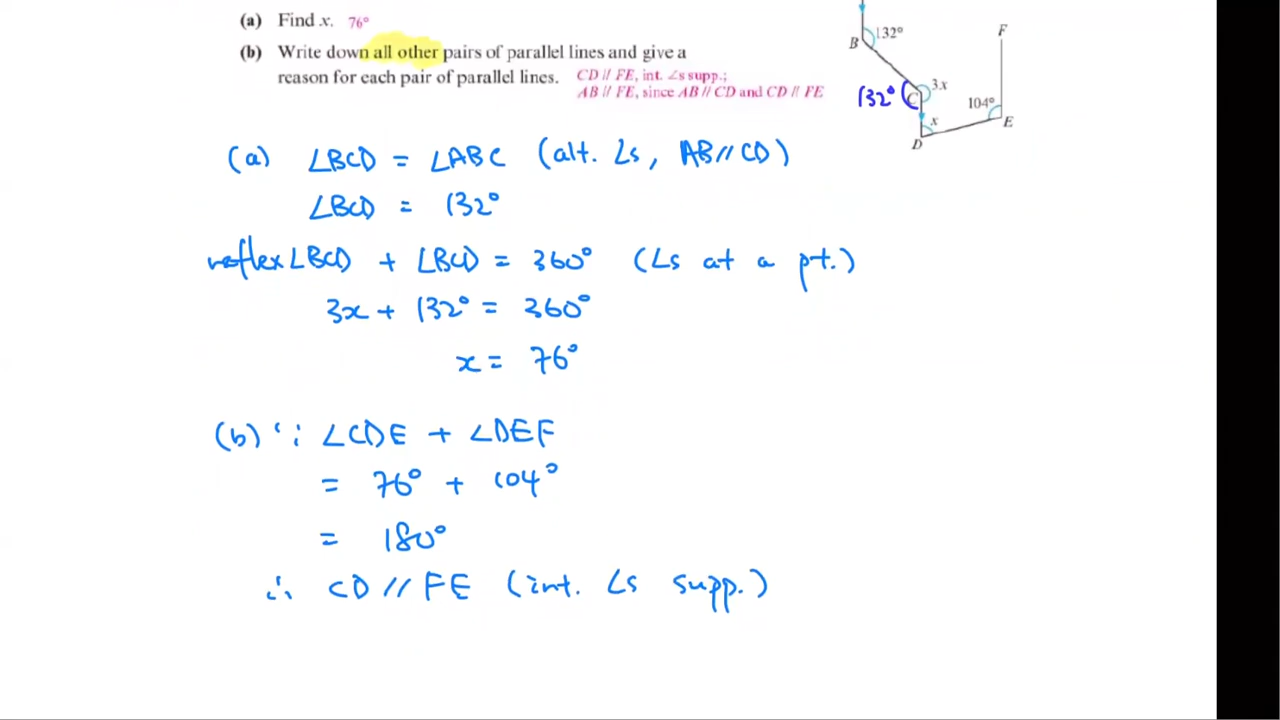 (a) Find x. 76°
(b) Write down all other pairs of parallel lines and give a
reason for each pair of parallel lines. CD // FE, int. ∠s supp.;
AB // FE, since AB // CD and CD // FE
B 132°
F
132° C 3x
104°
E
x
D
(a) ∠BCD = ∠ABC (alt. ∠s, AB // CD)
∠BCD = 132°
reflex∠BCD + ∠BCD = 360° (∠s at a pt.)
3x + 132° = 360°
x = 76°
(b) ∵ ∠CDE + ∠DEF
= 76° + 104°
= 180°
∴ CD // FE (int. ∠s supp.)